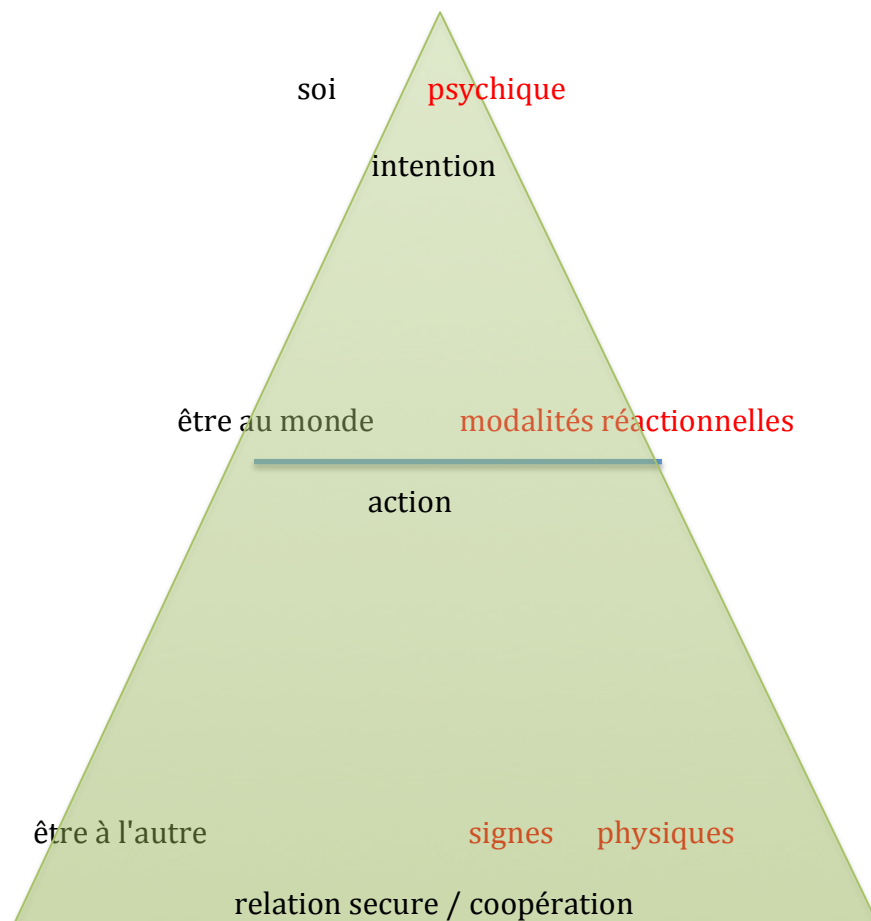 soi psychique
intention
être au monde modalités réactionnelles
action
être à l'autre signes physiques
relation secure / coopération